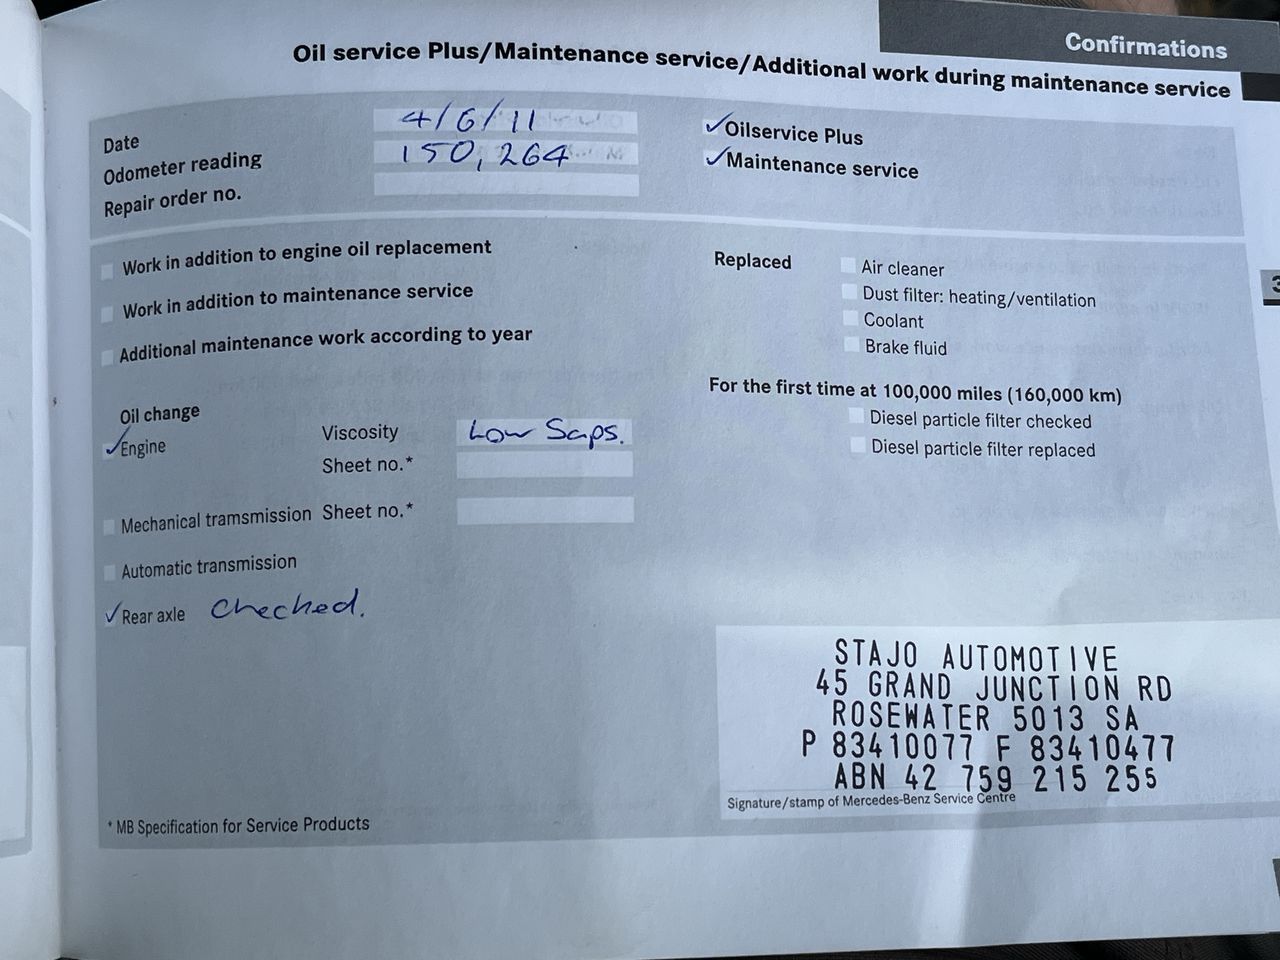 Confirmations
Oil service Plus/Maintenance service/Additional work during maintenance service
Date 4/6/11
Odometer reading 150,264
Repair order no.
Oilservice Plus
Maintenance service
Work in addition to engine oil replacement
Work in addition to maintenance service
Additional maintenance work according to year
Replaced Air cleaner
Dust filter: heating/ventilation
Coolant
Brake fluid
For the first time at 100,000 miles (160,000 km)
Diesel particle filter checked
Diesel particle filter replaced
Oil change
Engine Viscosity Low Saps.
Sheet no.*
Mechanical tramsmission Sheet no.*
Automatic transmission
Rear axle Checked.
STAJO AUTOMOTIVE
45 GRAND JUNCTION RD
ROSEWATER 5013 SA
P 83410077 F 83410477
ABN 42 759 215 255
Signature/stamp of Mercedes-Benz Service Centre
* MB Specification for Service Products
3